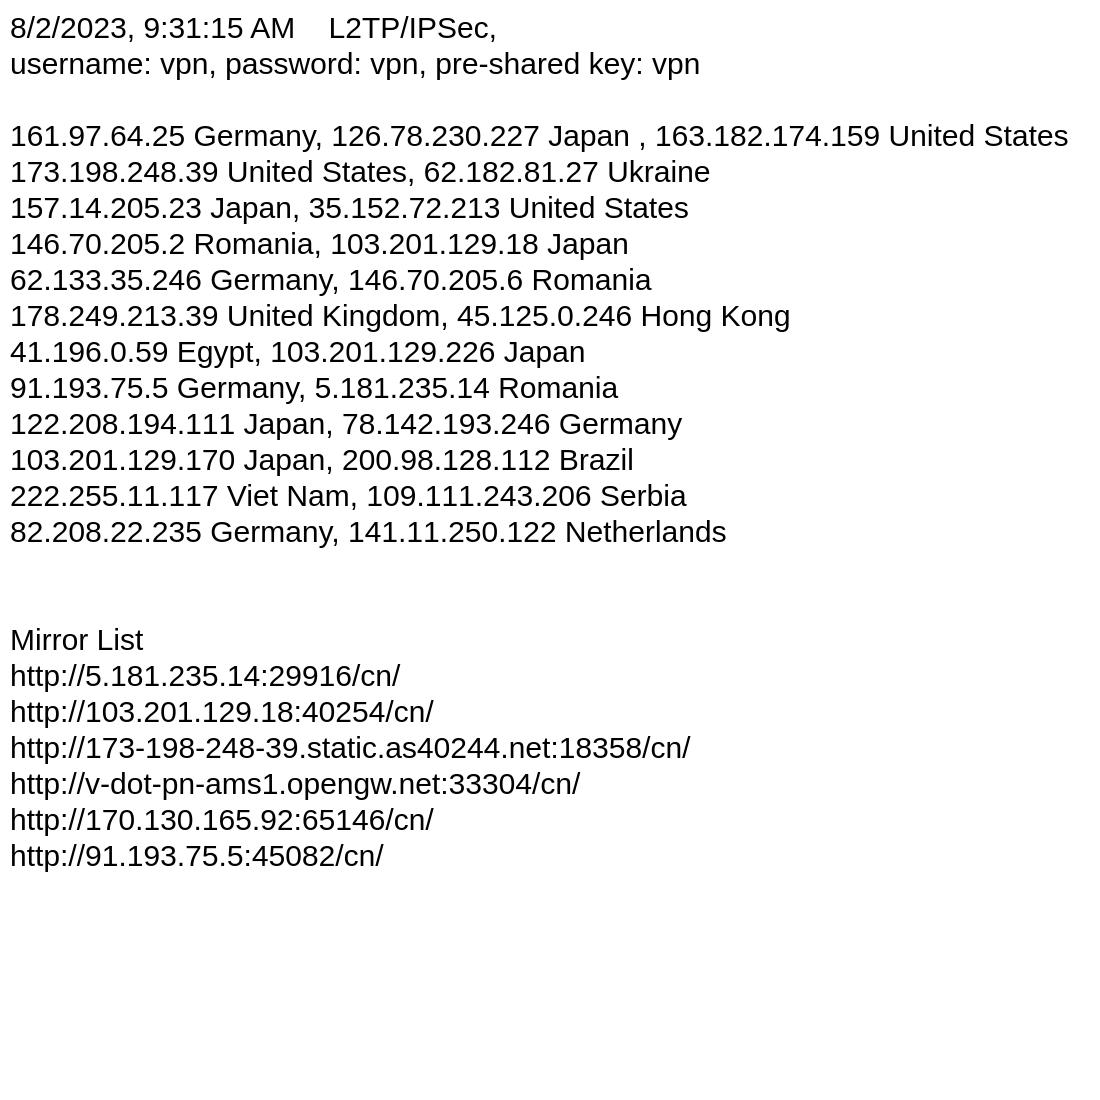 8/2/2023, 9:31:15 AM    L2TP/IPSec,
username: vpn, password: vpn, pre-shared key: vpn
161.97.64.25 Germany, 126.78.230.227 Japan , 163.182.174.159 United States
173.198.248.39 United States, 62.182.81.27 Ukraine
157.14.205.23 Japan, 35.152.72.213 United States
146.70.205.2 Romania, 103.201.129.18 Japan
62.133.35.246 Germany, 146.70.205.6 Romania
178.249.213.39 United Kingdom, 45.125.0.246 Hong Kong
41.196.0.59 Egypt, 103.201.129.226 Japan
91.193.75.5 Germany, 5.181.235.14 Romania
122.208.194.111 Japan, 78.142.193.246 Germany
103.201.129.170 Japan, 200.98.128.112 Brazil
222.255.11.117 Viet Nam, 109.111.243.206 Serbia
82.208.22.235 Germany, 141.11.250.122 Netherlands
Mirror List
http://5.181.235.14:29916/cn/
http://103.201.129.18:40254/cn/
http://173-198-248-39.static.as40244.net:18358/cn/
http://v-dot-pn-ams1.opengw.net:33304/cn/
http://170.130.165.92:65146/cn/
http://91.193.75.5:45082/cn/